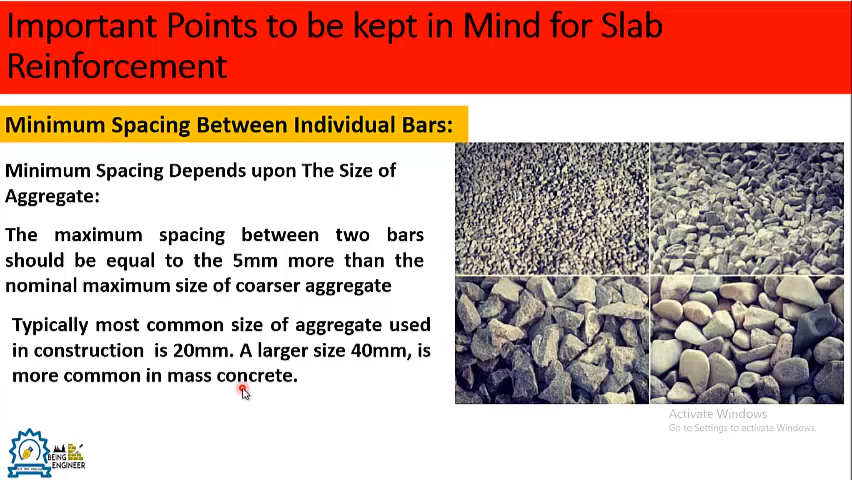 Important Points to be kept in Mind for Slab
Reinforcement
Minimum Spacing Between Individual Bars:
Minimum Spacing Depends upon The Size of
Aggregate:
The maximum spacing between two bars
should be equal to the 5mm more than the
nominal maximum size of coarser aggregate
Typically most common size of aggregate used
in construction is 20mm. A larger size 40mm, is
more common in mass concrete.
Activate Windows
Go to Settings to activate Windows.
BEING
ENGINEER